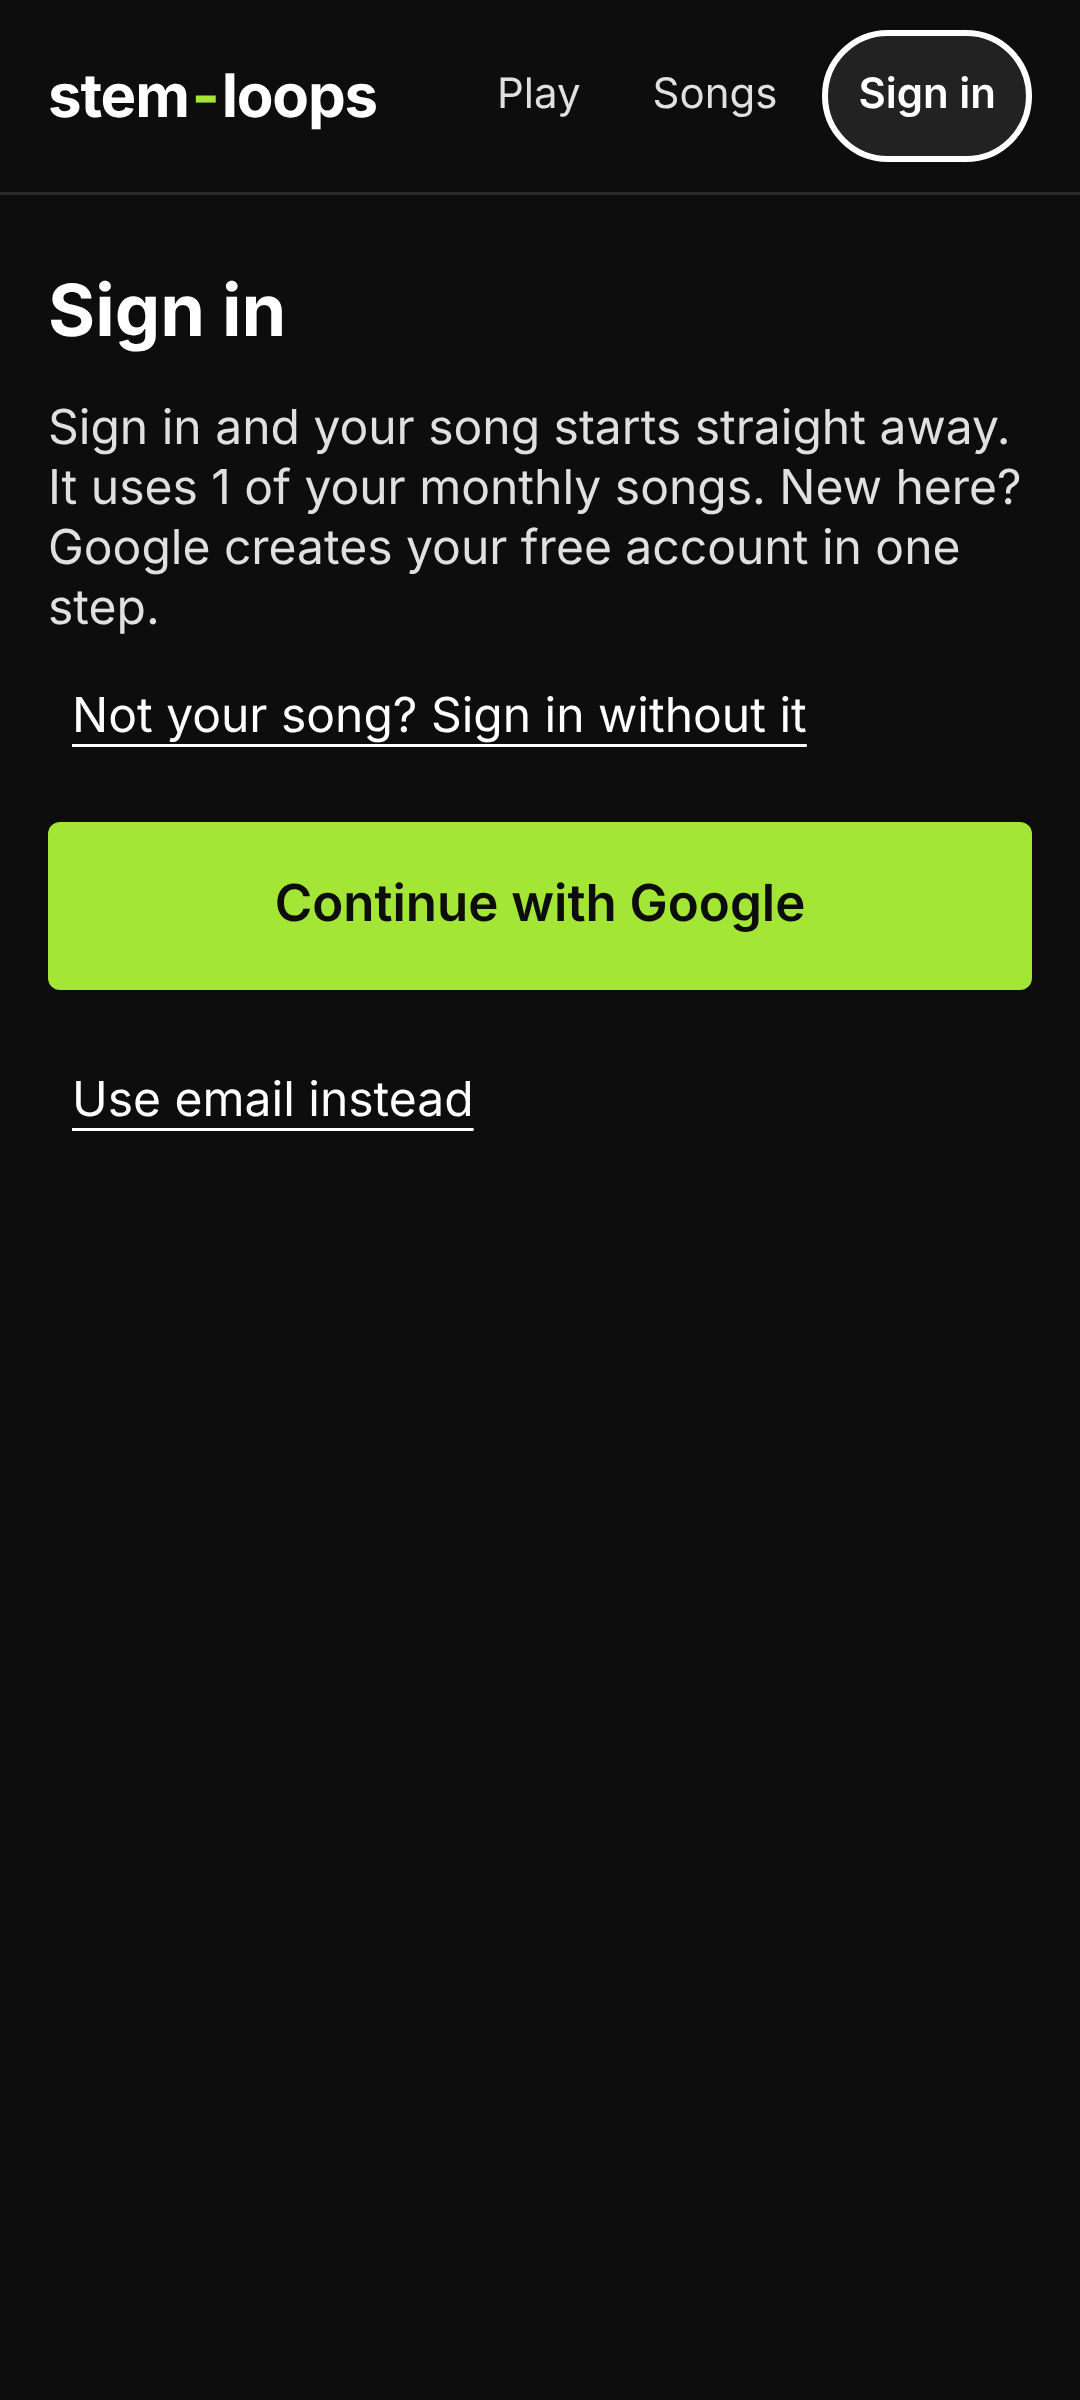 stem-loops
Play
Songs
Sign in
Sign in
Sign in and your song starts straight away.
It uses 1 of your monthly songs. New here?
Google creates your free account in one
step.
Not your song? Sign in without it
Continue with Google
Use email instead